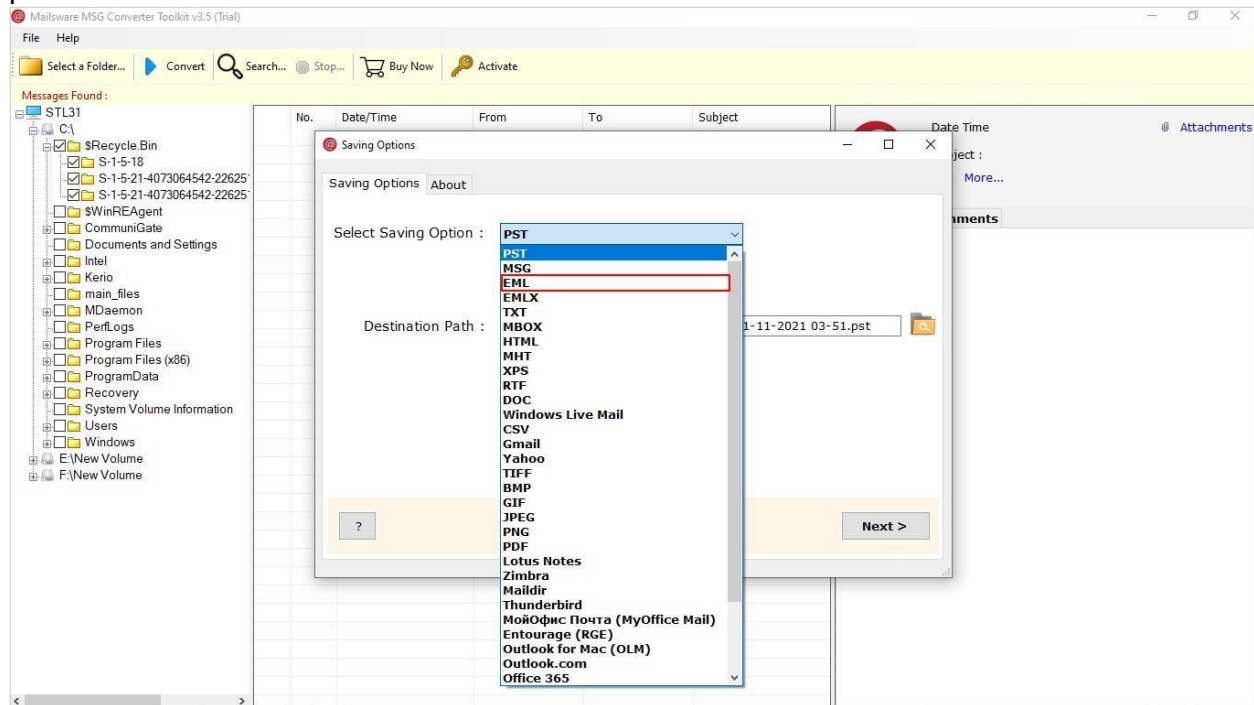 Mailsware MSG Converter Toolkit v3.5 (Trial)
File Help
Select a Folder... Convert Search... Stop... Buy Now Activate
Messages Found :
No. Date/Time From To Subject
STL31
C:\
$Recycle.Bin
S-1-5-18
S-1-5-21-4073064542-22625
S-1-5-21-4073064542-22625
$WinREAgent
CommuniGate
Documents and Settings
Intel
Kerio
main_files
MDaemon
PerfLogs
Program Files
Program Files (x86)
ProgramData
Recovery
System Volume Information
Users
Windows
E:\New Volume
F:\New Volume
Saving Options
Saving Options About
Select Saving Option : PST
PST
MSG
EML
EMLX
TXT
MBOX
HTML
MHT
XPS
RTF
DOC
Windows Live Mail
CSV
Gmail
Yahoo
TIFF
BMP
GIF
JPEG
PNG
PDF
Lotus Notes
Zimbra
Maildir
Thunderbird
МойОфис Почта (MyOffice Mail)
Entourage (RGE)
Outlook for Mac (OLM)
Outlook.com
Office 365
Destination Path : 1-11-2021 03-51.pst
? Next >
Date Time Attachments
ject :
More...